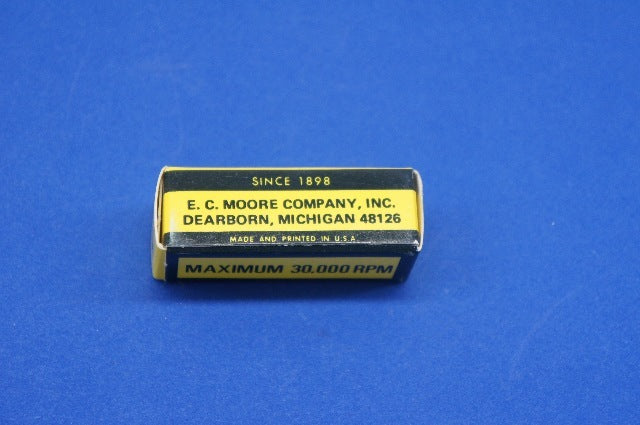 SINCE 1898
E. C. MOORE COMPANY, INC.
DEARBORN, MICHIGAN 48126
MADE AND PRINTED IN U.S.A.
MAXIMUM 30,000 RPM